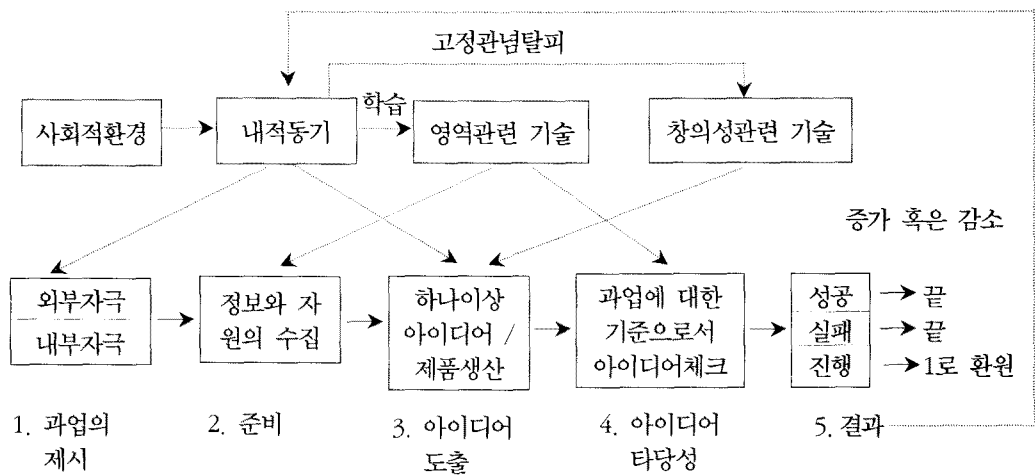 고정관념탈피
학습
사회적환경
내적동기
영역관련 기술
창의성관련 기술
증가 혹은 감소
외부자극
내부자극
정보와 자
원의 수집
하나이상
아이디어 /
제품생산
과업에 대한
기준으로서
아이디어체크
성공
끝
실패
끝
진행
1로 환원
1. 과업의
제시
2. 준비
3. 아이디어
도출
4. 아이디어
타당성
5. 결과